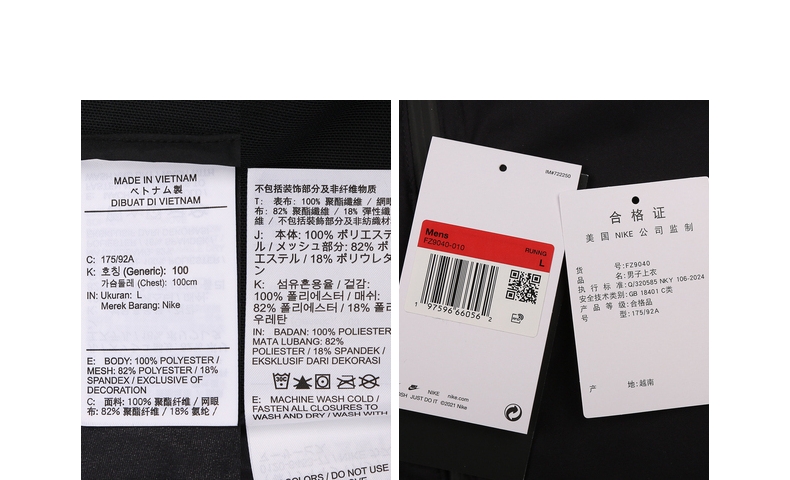 MADE IN VIETNAM
ベトナム製
DIBUAT DI VIETNAM
C: 175/92A
K: 호칭 (Generic): 100
가슴둘레 (Chest): 100cm
IN: Ukuran: L
Merek Barang: Nike
E: BODY: 100% POLYESTER /
MESH: 82% POLYESTER / 18%
SPANDEX / EXCLUSIVE OF
DECORATION
C: 面料: 100% 聚酯纤维 / 网眼
布: 82% 聚酯纤维 / 18% 氨纶 /
不包括装饰部分及非纤维物质
T: 表布: 100% 聚酯纖維 / 網眼
布: 82% 聚酯纖維 / 18% 彈性纖
維 / 不包括裝飾部分及非紡織材
J: 本体: 100% ポリエステ
ル / メッシュ部分: 82% ポ
エステル / 18% ポリウレタ
ン
K: 섬유혼용율 / 겉감:
100% 폴리에스터 / 매쉬:
82% 폴리에스터 / 18% 폴리
우레탄
IN: BADAN: 100% POLIESTER
MATA LUBANG: 82%
POLIESTER / 18% SPANDEK /
EKSKLUSIF DARI DEKORASI
E: MACHINE WASH COLD /
FASTEN ALL CLOSURES TO
WASH AND DRY / WASH WITH
COLORS / DO NOT USE
IM#722250
Mens
FZ9040-010
RUNNG
L
1 97596 66056 2
NIKE nike.com
JUST DO IT ©2021 Nike
合格证
美国 NIKE 公司监制
货 号:FZ9040
品 名:男子上衣
执行标准:Q/320585 NKY 106-2024
安全技术类别:GB 18401 C类
产品等级:合格品
号 型:175/92A
产 地:越南